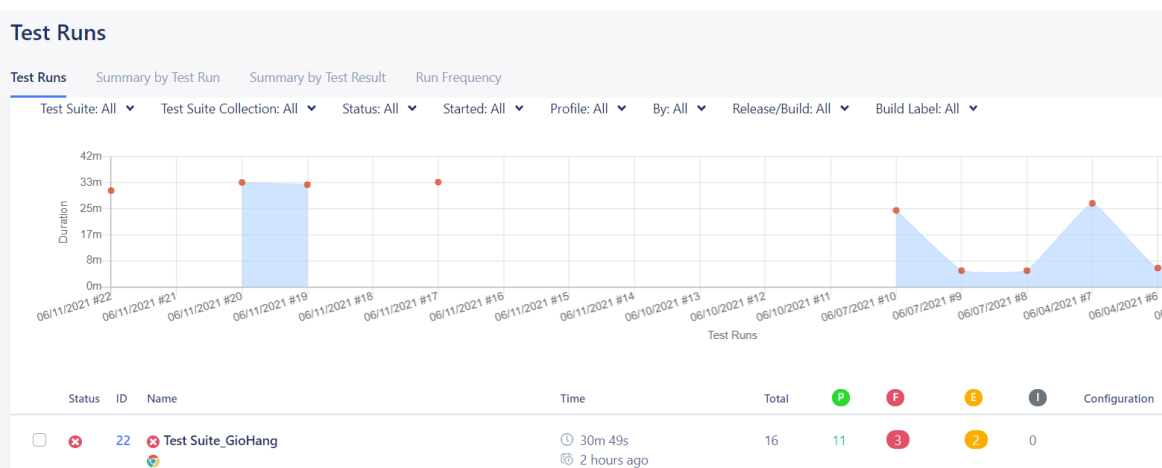 Test Runs
Test Runs Summary by Test Run Summary by Test Result Run Frequency
Test Suite: All Test Suite Collection: All Status: All Started: All Profile: All By: All Release/Build: All Build Label: All
42m
33m
25m
17m
8m
0m
Duration
06/11/2021 #22 06/11/2021 #21 06/11/2021 #20 06/11/2021 #19 06/11/2021 #18 06/11/2021 #17 06/11/2021 #16 06/11/2021 #15 06/11/2021 #14 06/10/2021 #13 06/10/2021 #12 06/10/2021 #11 06/07/2021 #10 06/07/2021 #9 06/07/2021 #8 06/04/2021 #7 06/04/2021 #6
Test Runs
Status ID Name Time Total P F E I Configuration
22 Test Suite_GioHang 30m 49s 16 11 3 2 0
2 hours ago